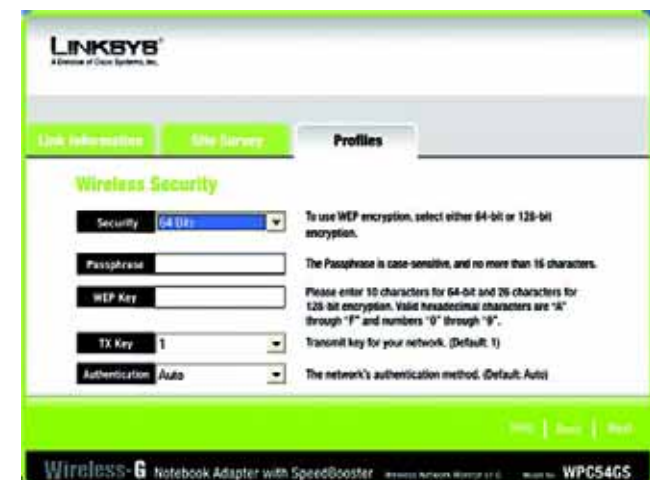 LINKSYS®
A Division of Cisco Systems, Inc.
Link Information
Site Survey
Profiles
Wireless Security
Security
64 Bits
To use WEP encryption, select either 64-bit or 128-bit
encryption.
Passphrase
The Passphrase is case-sensitive, and no more than 16 characters.
WEP Key
Please enter 10 characters for 64-bit and 26 characters for
128-bit encryption. Valid hexadecimal characters are "A"
through "F" and numbers "0" through "9".
TX Key
1
Transmit key for your network. (Default: 1)
Authentication
Auto
The network's authentication method. (Default: Auto)
Back
Next
Wireless-G Notebook Adapter with SpeedBooster
WPC54GS